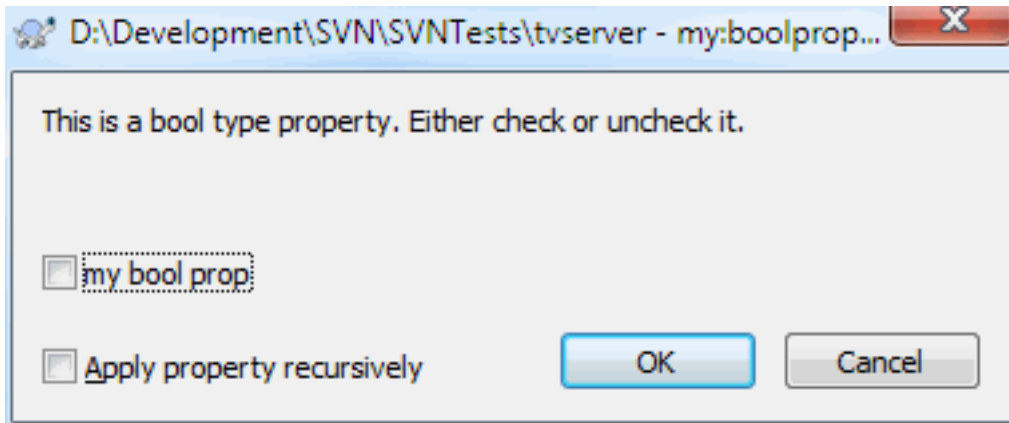 D:\Development\SVN\SVNTests\tvserver - my:boolprop...
This is a bool type property. Either check or uncheck it.
my bool prop
Apply property recursively
OK
Cancel